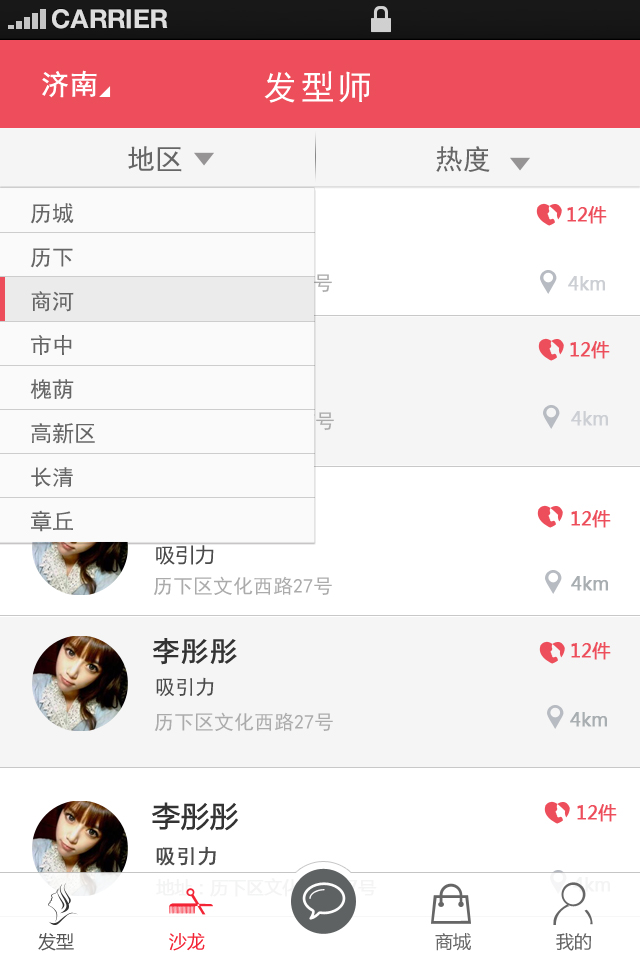 CARRIER
济南
发型师
地区
热度
历城
历下
商河
市中
槐荫
高新区
长清
章丘
12件
号
4km
12件
号
4km
12件
吸引力
历下区文化西路27号
4km
李彤彤
12件
吸引力
历下区文化西路27号
4km
李彤彤
12件
吸引力
地址：历下区文化
号
4km
发型
沙龙
商城
我的